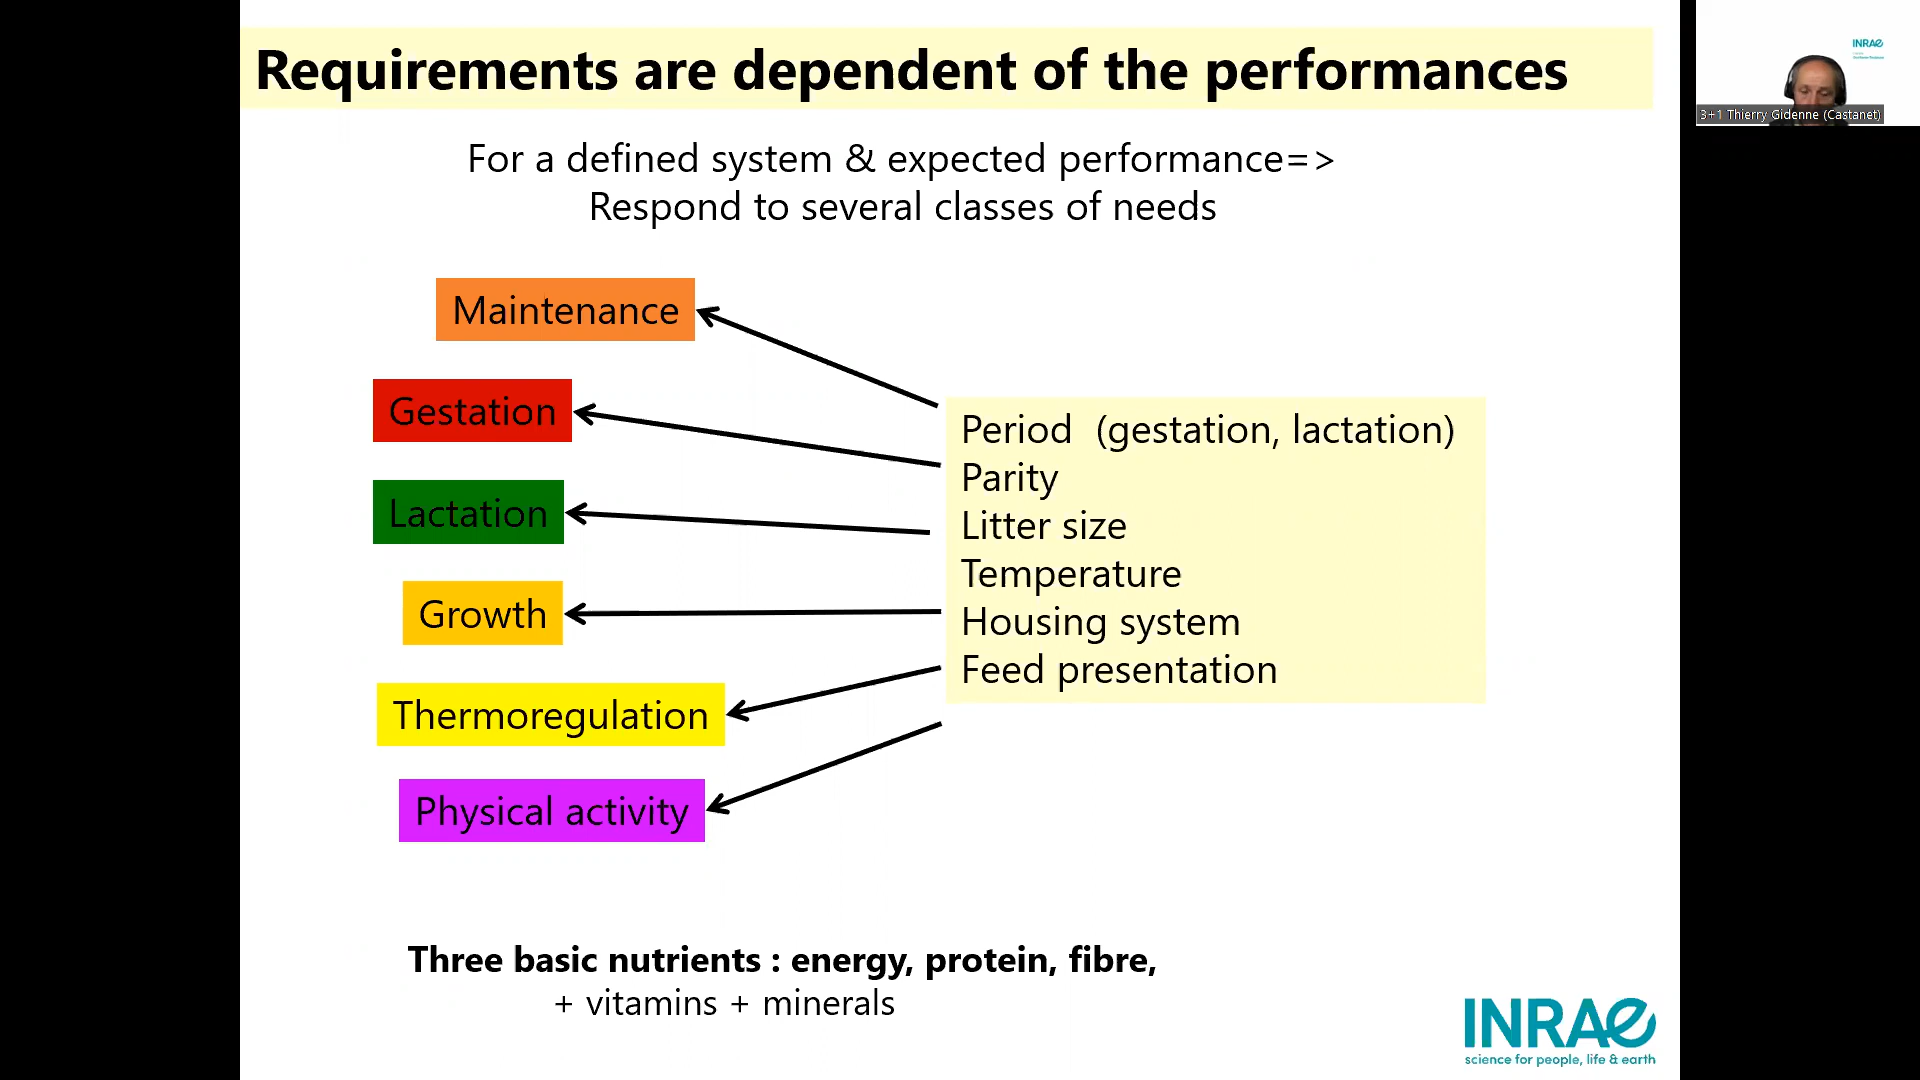 Requirements are dependent of the performances
For a defined system & expected performance=>
Respond to several classes of needs
Maintenance
Gestation
Lactation
Growth
Thermoregulation
Physical activity
Period (gestation, lactation)
Parity
Litter size
Temperature
Housing system
Feed presentation
Three basic nutrients : energy, protein, fibre,
+ vitamins + minerals
INRAE
science for people, life & earth
INRAE
3+1 Thierry Gidenne (Castanet)